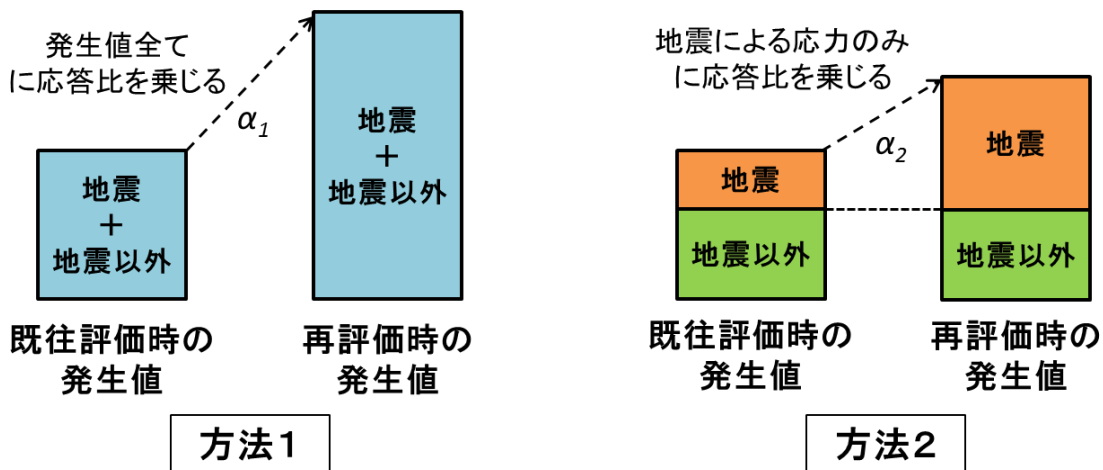 発生値全て
に応答比を乗じる
α1
地震
＋
地震以外
地震
＋
地震以外
既往評価時の
発生値
再評価時の
発生値
方法1
地震による応力のみ
に応答比を乗じる
α2
地震
地震以外
地震
地震以外
既往評価時の
発生値
再評価時の
発生値
方法2